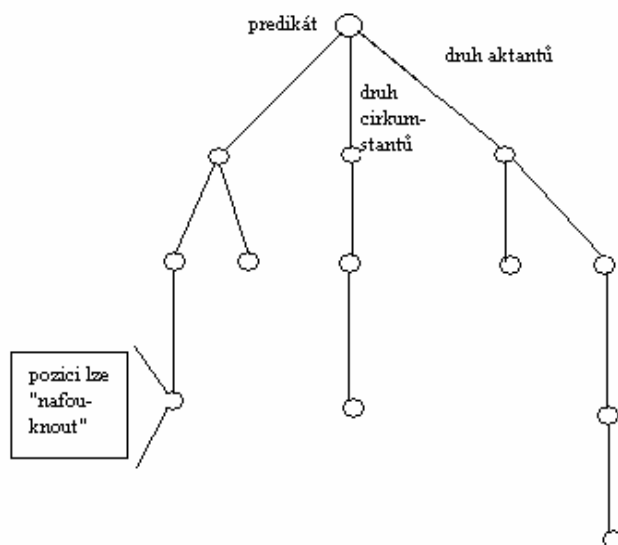 predikát
druh aktantů
druh
cirkum-
stantů
pozici lze
"nafou-
knout"